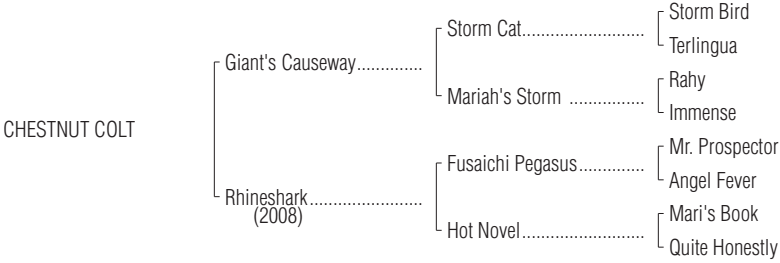 Storm Bird
Storm Cat..........................
Terlingua
Giant's Causeway..............
Rahy
Mariah's Storm ................
Immense
CHESTNUT COLT
Mr. Prospector
Fusaichi Pegasus..............
Angel Fever
Rhineshark........................
(2008)
Mari's Book
Hot Novel..........................
Quite Honestly